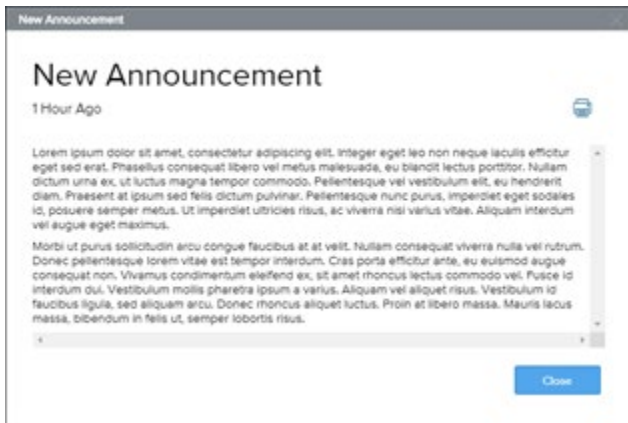 New Announcement
New Announcement
1 Hour Ago
Lorem ipsum dolor sit amet, consectetur adipiscing elit. Integer eget leo non neque iaculis efficitur
eget sed erat. Phasellus consequat libero vel metus malesuada, eu blandit lectus porttitor. Nullam
dictum urna ex, ut luctus magna tempor commodo. Pellentesque vel vestibulum elit, eu hendrerit
diam. Praesent at ipsum sed felis dictum pulvinar. Pellentesque nunc purus, imperdiet eget sodales
id, posuere semper metus. Ut imperdiet ultricies risus, ac viverra nisi varius vitae. Aliquam interdum
vel augue eget maximus.
Morbi ut purus sollicitudin arcu congue faucibus at at velit. Nullam consequat viverra nulla vel rutrum.
Donec pellentesque lorem vitae est tempor interdum. Cras porta efficitur ante, eu euismod augue
consequat non. Vivamus condimentum eleifend ex, sit amet rhoncus lectus commodo vel. Fusce id
interdum dui. Vestibulum mollis pharetra ipsum a varius. Aliquam vel aliquet risus. Vestibulum id
faucibus ligula, sed aliquam arcu. Donec rhoncus aliquet luctus. Proin at libero massa. Mauris lacus
massa, bibendum in felis ut, semper lobortis risus.
Close